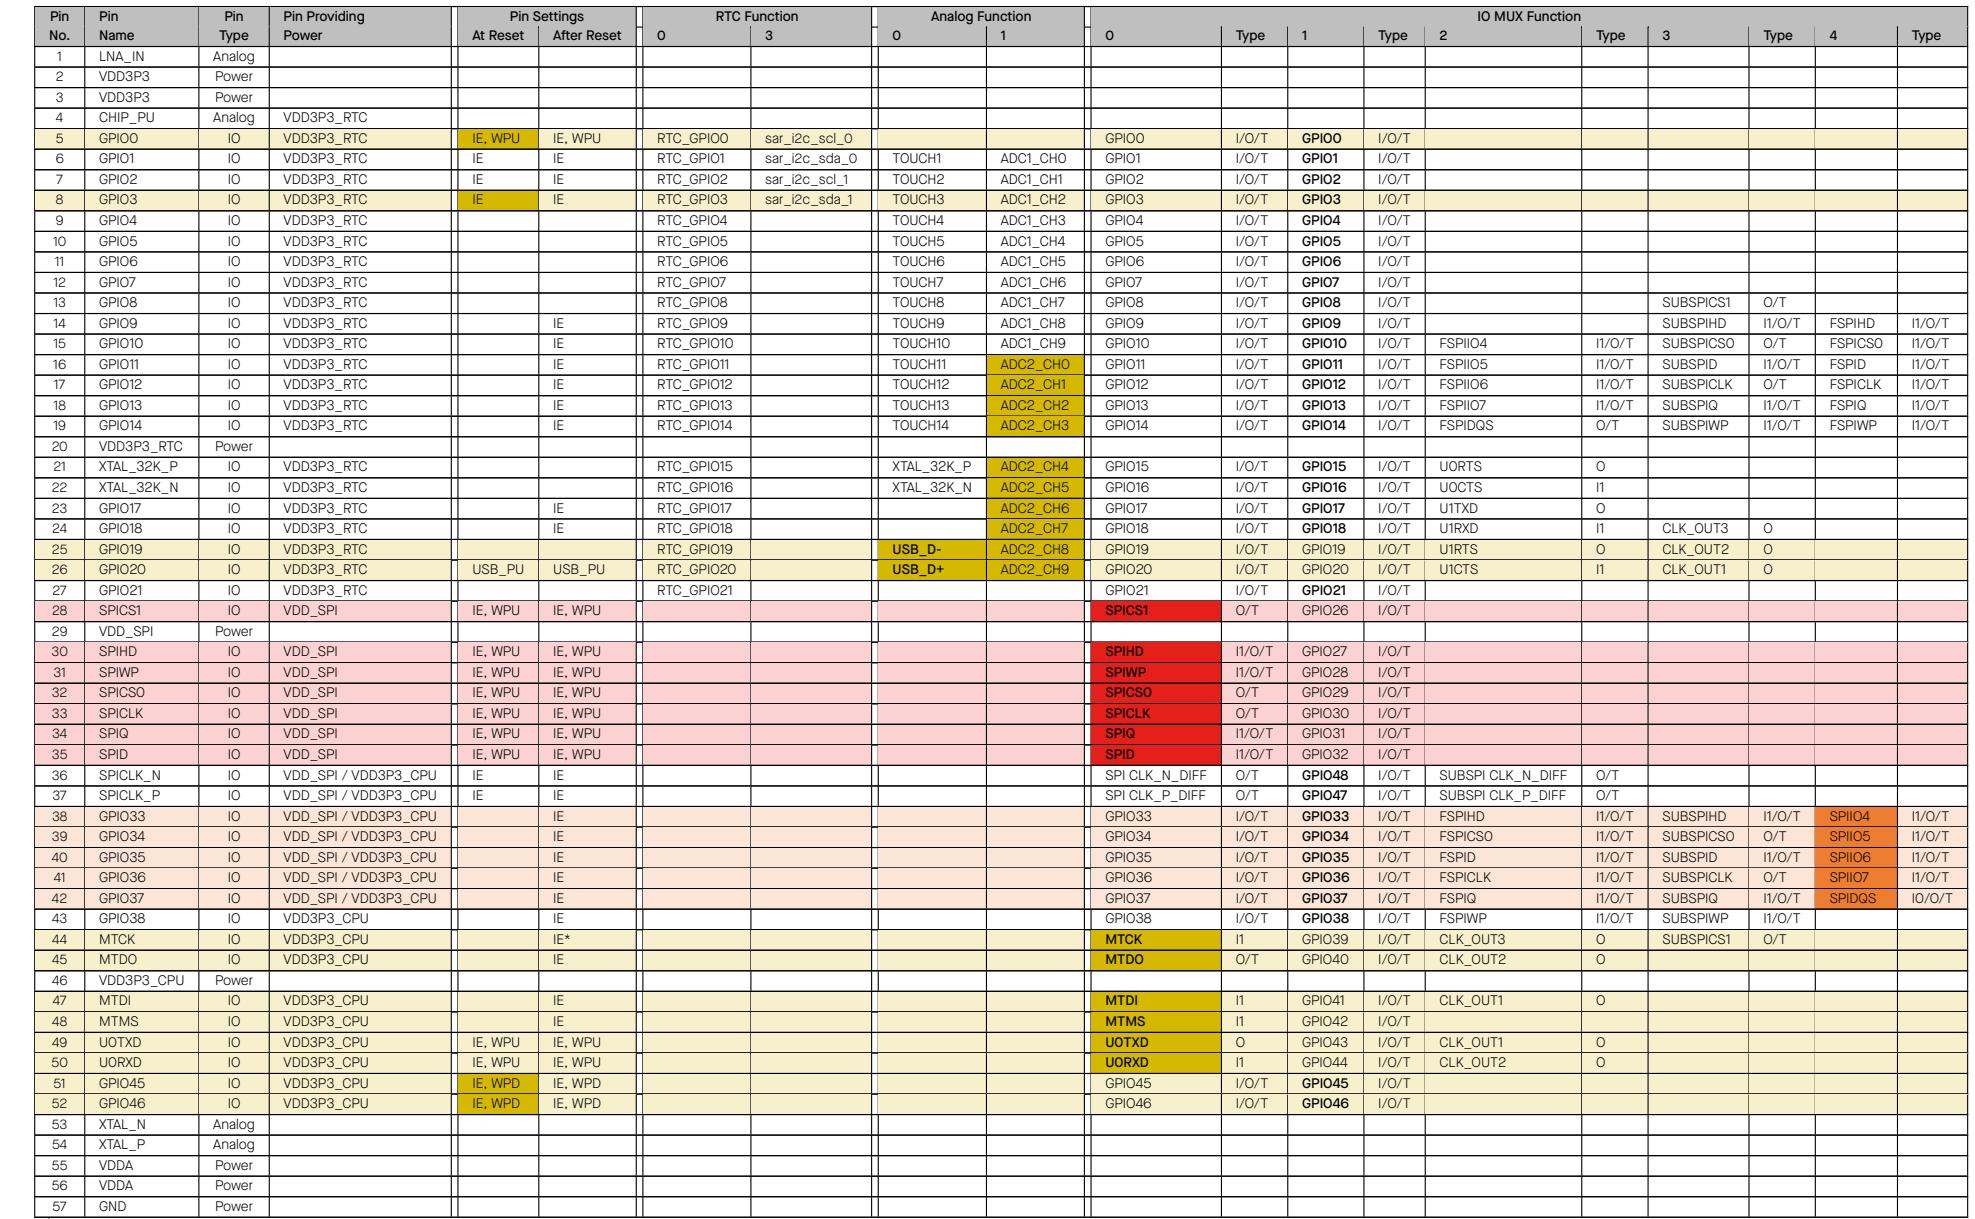 Pin Pin Pin Pin Providing Pin Settings RTC Function Analog Function IO MUX Function
No. Name Type Power At Reset After Reset 0 3 0 1 0 Type 1 Type 2 Type 3 Type 4 Type
1 LNA_IN Analog
2 VDD3P3 Power
3 VDD3P3 Power
4 CHIP_PU Analog VDD3P3_RTC
5 GPIO0 IO VDD3P3_RTC IE, WPU IE, WPU RTC_GPIO0 sar_i2c_scl_0 GPIO0 I/O/T GPIO0 I/O/T
6 GPIO1 IO VDD3P3_RTC IE IE RTC_GPIO1 sar_i2c_sda_0 TOUCH1 ADC1_CH0 GPIO1 I/O/T GPIO1 I/O/T
7 GPIO2 IO VDD3P3_RTC IE IE RTC_GPIO2 sar_i2c_scl_1 TOUCH2 ADC1_CH1 GPIO2 I/O/T GPIO2 I/O/T
8 GPIO3 IO VDD3P3_RTC IE IE RTC_GPIO3 sar_i2c_sda_1 TOUCH3 ADC1_CH2 GPIO3 I/O/T GPIO3 I/O/T
9 GPIO4 IO VDD3P3_RTC RTC_GPIO4 TOUCH4 ADC1_CH3 GPIO4 I/O/T GPIO4 I/O/T
10 GPIO5 IO VDD3P3_RTC RTC_GPIO5 TOUCH5 ADC1_CH4 GPIO5 I/O/T GPIO5 I/O/T
11 GPIO6 IO VDD3P3_RTC RTC_GPIO6 TOUCH6 ADC1_CH5 GPIO6 I/O/T GPIO6 I/O/T
12 GPIO7 IO VDD3P3_RTC RTC_GPIO7 TOUCH7 ADC1_CH6 GPIO7 I/O/T GPIO7 I/O/T
13 GPIO8 IO VDD3P3_RTC RTC_GPIO8 TOUCH8 ADC1_CH7 GPIO8 I/O/T GPIO8 I/O/T SUBSPICS1 O/T
14 GPIO9 IO VDD3P3_RTC IE RTC_GPIO9 TOUCH9 ADC1_CH8 GPIO9 I/O/T GPIO9 I/O/T SUBSPIHD I1/O/T FSPIHD I1/O/T
15 GPIO10 IO VDD3P3_RTC IE RTC_GPIO10 TOUCH10 ADC1_CH9 GPIO10 I/O/T GPIO10 I/O/T FSPIIO4 I1/O/T SUBSPICS0 O/T FSPICS0 I1/O/T
16 GPIO11 IO VDD3P3_RTC IE RTC_GPIO11 TOUCH11 ADC2_CH0 GPIO11 I/O/T GPIO11 I/O/T FSPIIO5 I1/O/T SUBSPID I1/O/T FSPID I1/O/T
17 GPIO12 IO VDD3P3_RTC IE RTC_GPIO12 TOUCH12 ADC2_CH1 GPIO12 I/O/T GPIO12 I/O/T FSPIIO6 I1/O/T SUBSPICLK O/T FSPICLK I1/O/T
18 GPIO13 IO VDD3P3_RTC IE RTC_GPIO13 TOUCH13 ADC2_CH2 GPIO13 I/O/T GPIO13 I/O/T FSPIIO7 I1/O/T SUBSPIQ I1/O/T FSPIQ I1/O/T
19 GPIO14 IO VDD3P3_RTC IE RTC_GPIO14 TOUCH14 ADC2_CH3 GPIO14 I/O/T GPIO14 I/O/T FSPIDQS O/T SUBSPIWP I1/O/T FSPIWP I1/O/T
20 VDD3P3_RTC Power
21 XTAL_32K_P IO VDD3P3_RTC RTC_GPIO15 XTAL_32K_P ADC2_CH4 GPIO15 I/O/T GPIO15 I/O/T U0RTS O
22 XTAL_32K_N IO VDD3P3_RTC RTC_GPIO16 XTAL_32K_N ADC2_CH5 GPIO16 I/O/T GPIO16 I/O/T U0CTS I1
23 GPIO17 IO VDD3P3_RTC IE RTC_GPIO17 ADC2_CH6 GPIO17 I/O/T GPIO17 I/O/T U1TXD O
24 GPIO18 IO VDD3P3_RTC IE RTC_GPIO18 ADC2_CH7 GPIO18 I/O/T GPIO18 I/O/T U1RXD I1 CLK_OUT3 O
25 GPIO19 IO VDD3P3_RTC RTC_GPIO19 USB_D- ADC2_CH8 GPIO19 I/O/T GPIO19 I/O/T U1RTS O CLK_OUT2 O
26 GPIO20 IO VDD3P3_RTC USB_PU USB_PU RTC_GPIO20 USB_D+ ADC2_CH9 GPIO20 I/O/T GPIO20 I/O/T U1CTS I1 CLK_OUT1 O
27 GPIO21 IO VDD3P3_RTC RTC_GPIO21 GPIO21 I/O/T GPIO21 I/O/T
28 SPICS1 IO VDD_SPI IE, WPU IE, WPU SPICS1 O/T GPIO26 I/O/T
29 VDD_SPI Power
30 SPIHD IO VDD_SPI IE, WPU IE, WPU SPIHD I1/O/T GPIO27 I/O/T
31 SPIWP IO VDD_SPI IE, WPU IE, WPU SPIWP I1/O/T GPIO28 I/O/T
32 SPICS0 IO VDD_SPI IE, WPU IE, WPU SPICS0 O/T GPIO29 I/O/T
33 SPICLK IO VDD_SPI IE, WPU IE, WPU SPICLK O/T GPIO30 I/O/T
34 SPIQ IO VDD_SPI IE, WPU IE, WPU SPIQ I1/O/T GPIO31 I/O/T
35 SPID IO VDD_SPI IE, WPU IE, WPU SPID I1/O/T GPIO32 I/O/T
36 SPICLK_N IO VDD_SPI / VDD3P3_CPU IE IE SPI CLK_N_DIFF O/T GPIO48 I/O/T SUBSPI CLK_N_DIFF O/T
37 SPICLK_P IO VDD_SPI / VDD3P3_CPU IE IE SPI CLK_P_DIFF O/T GPIO47 I/O/T SUBSPI CLK_P_DIFF O/T
38 GPIO33 IO VDD_SPI / VDD3P3_CPU IE GPIO33 I/O/T GPIO33 I/O/T FSPIHD I1/O/T SUBSPIHD I1/O/T SPIIO4 I1/O/T
39 GPIO34 IO VDD_SPI / VDD3P3_CPU IE GPIO34 I/O/T GPIO34 I/O/T FSPICS0 I1/O/T SUBSPICS0 O/T SPIIO5 I1/O/T
40 GPIO35 IO VDD_SPI / VDD3P3_CPU IE GPIO35 I/O/T GPIO35 I/O/T FSPID I1/O/T SUBSPID I1/O/T SPIIO6 I1/O/T
41 GPIO36 IO VDD_SPI / VDD3P3_CPU IE GPIO36 I/O/T GPIO36 I/O/T FSPICLK I1/O/T SUBSPICLK O/T SPIIO7 I1/O/T
42 GPIO37 IO VDD_SPI / VDD3P3_CPU IE GPIO37 I/O/T GPIO37 I/O/T FSPIQ I1/O/T SUBSPIQ I1/O/T SPIDQS I0/O/T
43 GPIO38 IO VDD3P3_CPU IE GPIO38 I/O/T GPIO38 I/O/T FSPIWP I1/O/T SUBSPIWP I1/O/T
44 MTCK IO VDD3P3_CPU IE* MTCK I1 GPIO39 I/O/T CLK_OUT3 O SUBSPICS1 O/T
45 MTDO IO VDD3P3_CPU IE MTDO O/T GPIO40 I/O/T CLK_OUT2 O
46 VDD3P3_CPU Power
47 MTDI IO VDD3P3_CPU IE MTDI I1 GPIO41 I/O/T CLK_OUT1 O
48 MTMS IO VDD3P3_CPU IE MTMS I1 GPIO42 I/O/T
49 U0TXD IO VDD3P3_CPU IE, WPU IE, WPU U0TXD O GPIO43 I/O/T CLK_OUT1 O
50 U0RXD IO VDD3P3_CPU IE, WPU IE, WPU U0RXD I1 GPIO44 I/O/T CLK_OUT2 O
51 GPIO45 IO VDD3P3_CPU IE, WPD IE, WPD GPIO45 I/O/T GPIO45 I/O/T
52 GPIO46 IO VDD3P3_CPU IE, WPD IE, WPD GPIO46 I/O/T GPIO46 I/O/T
53 XTAL_N Analog
54 XTAL_P Analog
55 VDDA Power
56 VDDA Power
57 GND Power